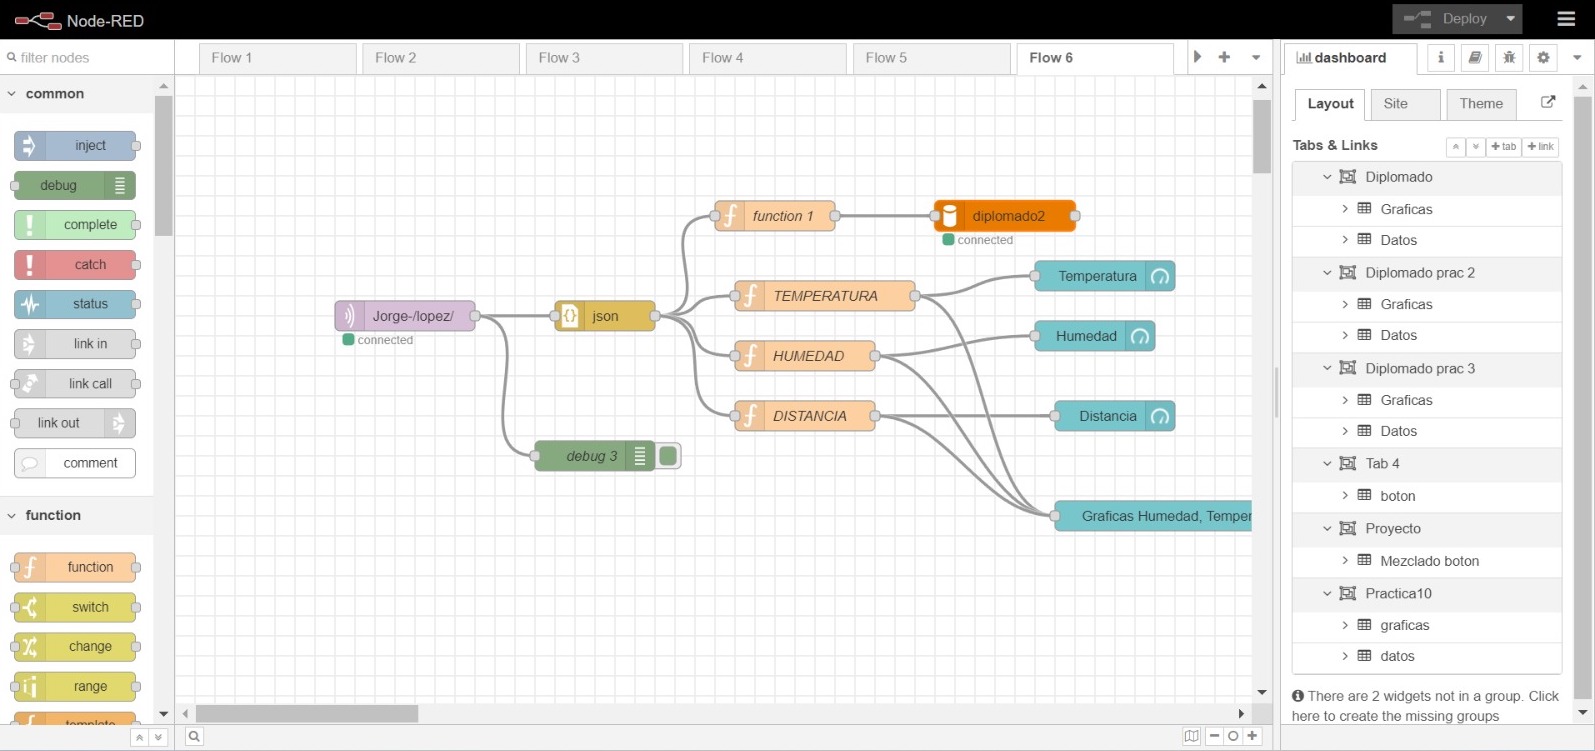 Node-RED
Deploy
filter nodes
Flow 1
Flow 2
Flow 3
Flow 4
Flow 5
Flow 6
dashboard
common
inject
debug
complete
catch
status
link in
link call
link out
comment
function
function
switch
change
range
template
function 1
diplomado2
connected
Temperatura
TEMPERATURA
Jorge-/lopez/
connected
json
Humedad
HUMEDAD
DISTANCIA
Distancia
debug 3
Graficas Humedad, Temper
Layout
Site
Theme
Tabs & Links
tab
link
Diplomado
Graficas
Datos
Diplomado prac 2
Graficas
Datos
Diplomado prac 3
Graficas
Datos
Tab 4
boton
Proyecto
Mezclado boton
Practica10
graficas
datos
There are 2 widgets not in a group. Click
here to create the missing groups